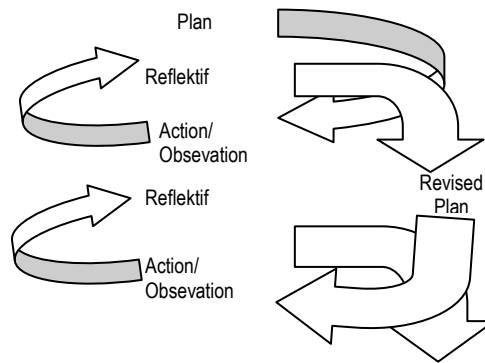 Plan
Reflektif
Action/
Obsevation
Revised
Plan
Reflektif
Action/
Obsevation